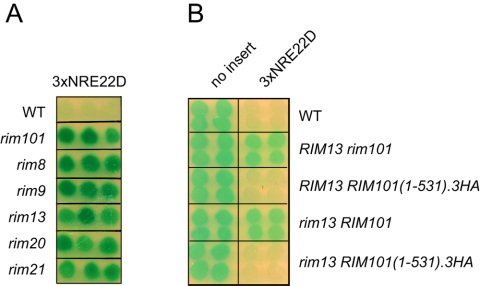 A
3xNRE22D
WT
rim101
rim8
rim9
rim13
rim20
rim21
B
no insert
3xNRE22D
WT
RIM13 rim101
RIM13 RIM101(1-531).3HA
rim13 RIM101
rim13 RIM101(1-531).3HA